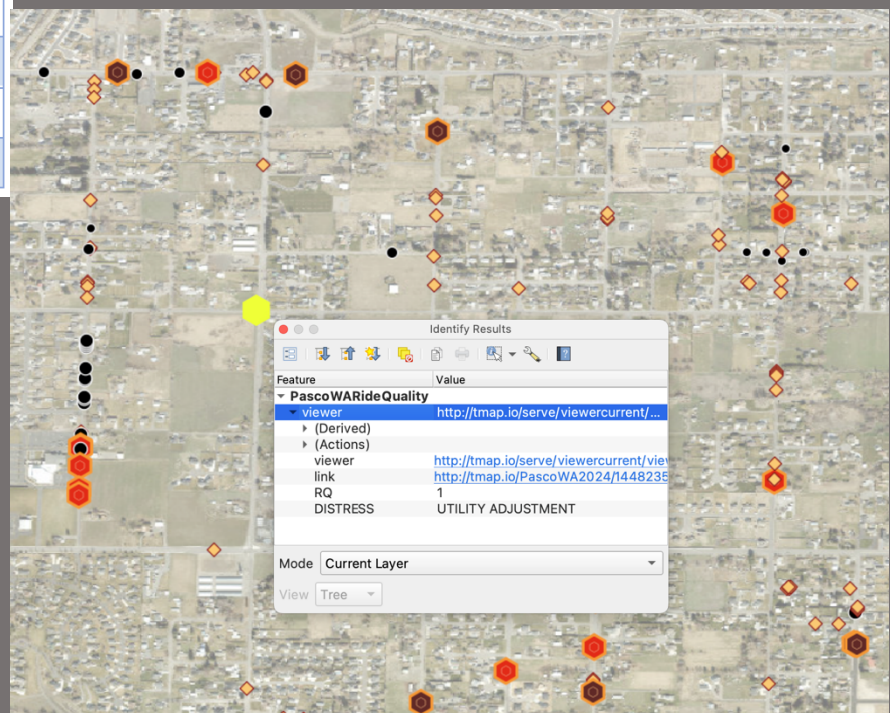 Identify Results
Feature Value
PascoWARideQuality
viewer http://tmap.io/serve/viewercurrent/...
(Derived)
(Actions)
viewer http://tmap.io/serve/viewercurrent/view
link http://tmap.io/PascoWA2024/1448235
RQ 1
DISTRESS UTILITY ADJUSTMENT
Mode Current Layer
View Tree